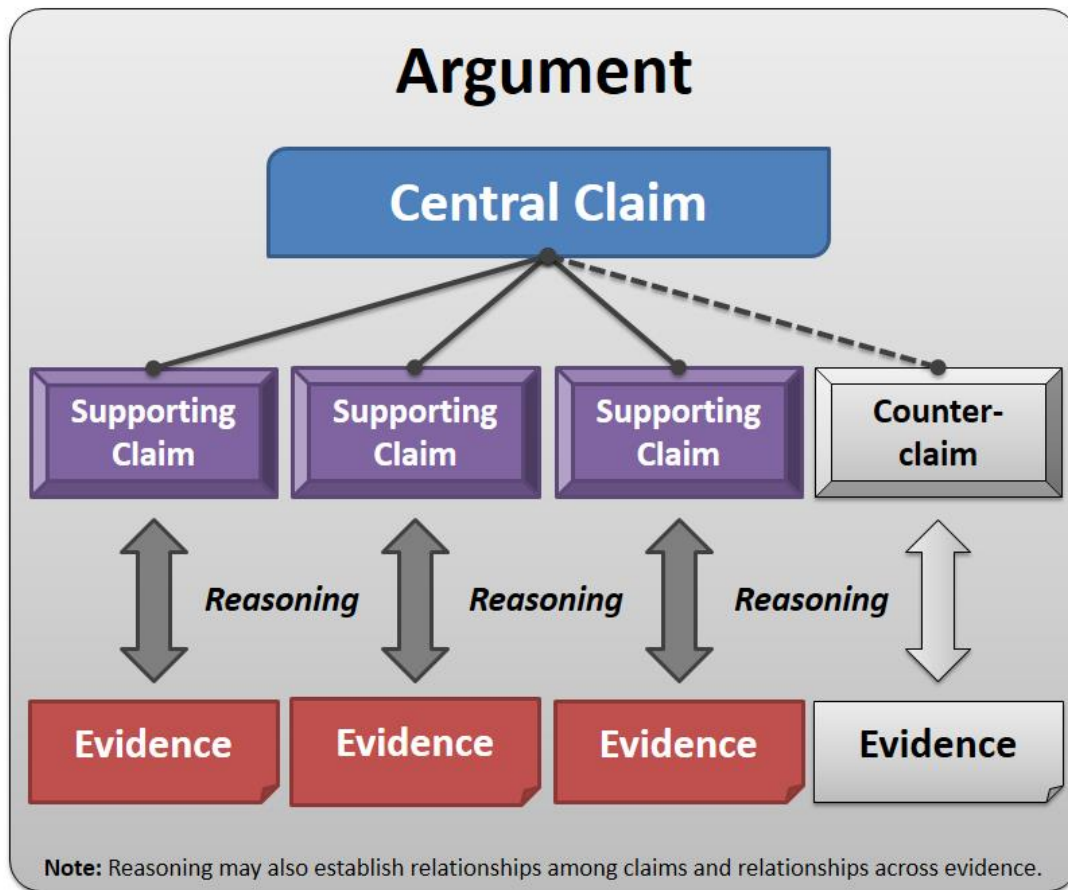 Argument
Central Claim
Supporting
Claim
Supporting
Claim
Supporting
Claim
Counter-
claim
Reasoning
Reasoning
Reasoning
Evidence
Evidence
Evidence
Evidence
Note: Reasoning may also establish relationships among claims and relationships across evidence.